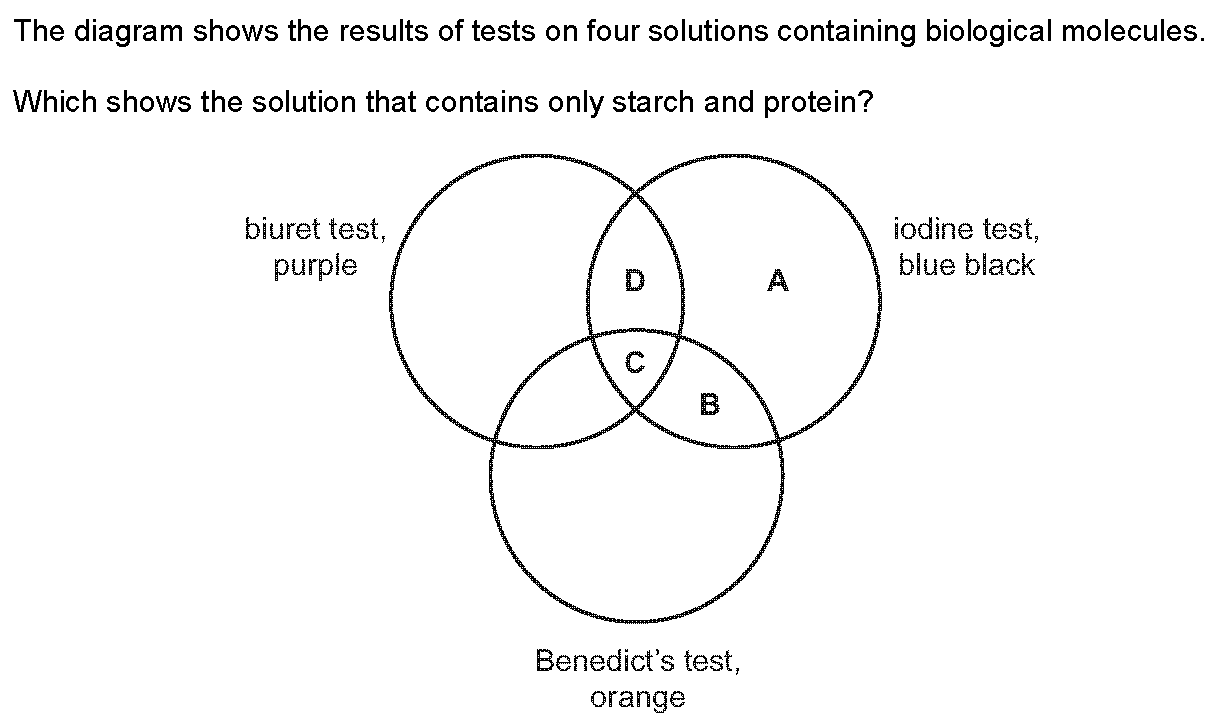 The diagram shows the results of tests on four solutions containing biological molecules.
Which shows the solution that contains only starch and protein?
biuret test,
purple
iodine test,
blue black
D
A
C
B
Benedict's test,
orange